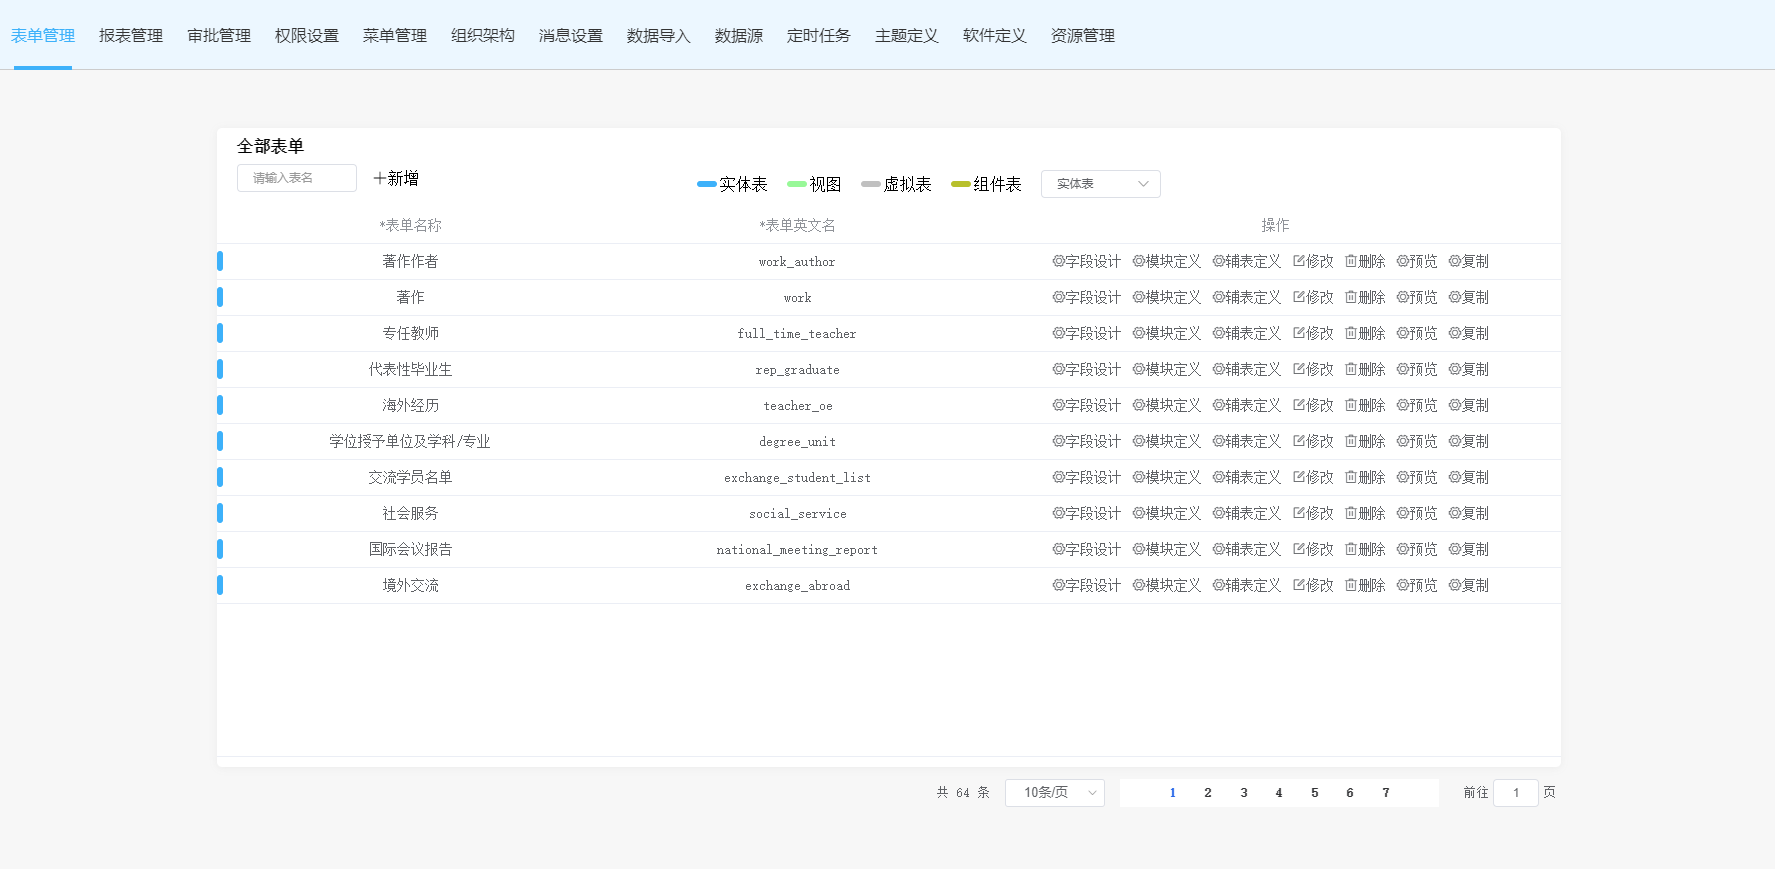 表单管理 报表管理 审批管理 权限设置 菜单管理 组织架构 消息设置 数据导入 数据源 定时任务 主题定义 软件定义 资源管理
全部表单
请输入表名 新增 实体表 视图 虚拟表 组件表 实体表
*表单名称 *表单英文名 操作
著作作者 work_author 字段设计 模块定义 辅表定义 修改 删除 预览 复制
著作 work 字段设计 模块定义 辅表定义 修改 删除 预览 复制
专任教师 full_time_teacher 字段设计 模块定义 辅表定义 修改 删除 预览 复制
代表性毕业生 rep_graduate 字段设计 模块定义 辅表定义 修改 删除 预览 复制
海外经历 teacher_oe 字段设计 模块定义 辅表定义 修改 删除 预览 复制
学位授予单位及学科/专业 degree_unit 字段设计 模块定义 辅表定义 修改 删除 预览 复制
交流学员名单 exchange_student_list 字段设计 模块定义 辅表定义 修改 删除 预览 复制
社会服务 social_service 字段设计 模块定义 辅表定义 修改 删除 预览 复制
国际会议报告 national_meeting_report 字段设计 模块定义 辅表定义 修改 删除 预览 复制
境外交流 exchange_abroad 字段设计 模块定义 辅表定义 修改 删除 预览 复制
共 64 条 10条/页 1 2 3 4 5 6 7 前往 1 页